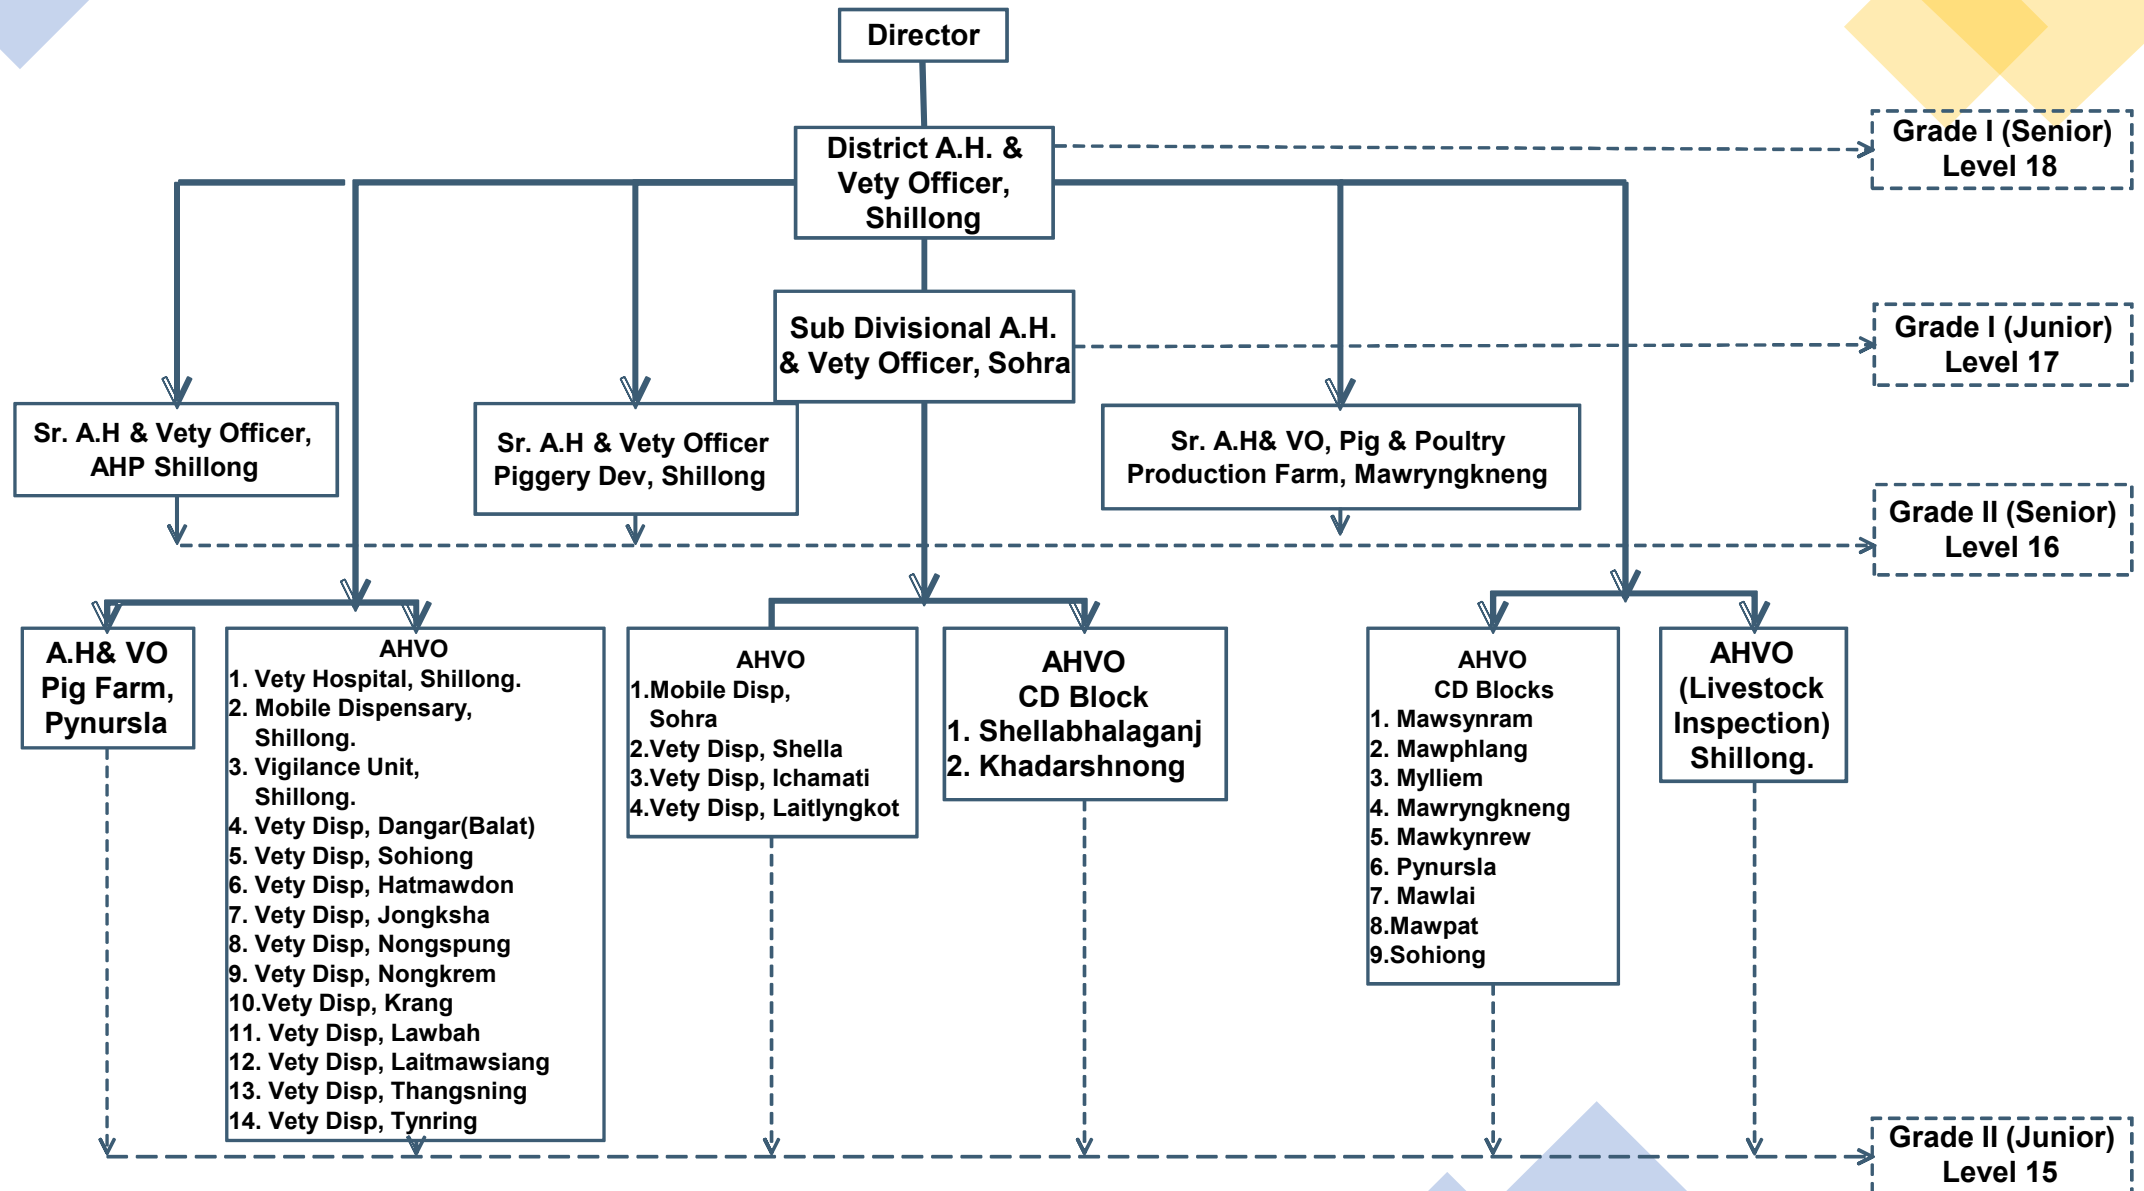 Director
District A.H. &
Vety Officer,
Shillong
Grade I (Senior)
Level 18
Sub Divisional A.H.
& Vety Officer, Sohra
Grade I (Junior)
Level 17
Sr. A.H & Vety Officer,
AHP Shillong
Sr. A.H & Vety Officer
Piggery Dev, Shillong
Sr. A.H& VO, Pig & Poultry
Production Farm, Mawryngkneng
Grade II (Senior)
Level 16
A.H& VO
Pig Farm,
Pynursla
AHVO
1. Vety Hospital, Shillong.
2. Mobile Dispensary,
Shillong.
3. Vigilance Unit,
Shillong.
4. Vety Disp, Dangar(Balat)
5. Vety Disp, Sohiong
6. Vety Disp, Hatmawdon
7. Vety Disp, Jongksha
8. Vety Disp, Nongspung
9. Vety Disp, Nongkrem
10.Vety Disp, Krang
11. Vety Disp, Lawbah
12. Vety Disp, Laitmawsiang
13. Vety Disp, Thangsning
14. Vety Disp, Tynring
AHVO
1.Mobile Disp,
Sohra
2.Vety Disp, Shella
3.Vety Disp, Ichamati
4.Vety Disp, Laitlyngkot
AHVO
CD Block
1. Shellabhalaganj
2. Khadarshnong
AHVO
CD Blocks
1. Mawsynram
2. Mawphlang
3. Mylliem
4. Mawryngkneng
5. Mawkynrew
6. Pynursla
7. Mawlai
8.Mawpat
9.Sohiong
AHVO
(Livestock
Inspection)
Shillong.
Grade II (Junior)
Level 15